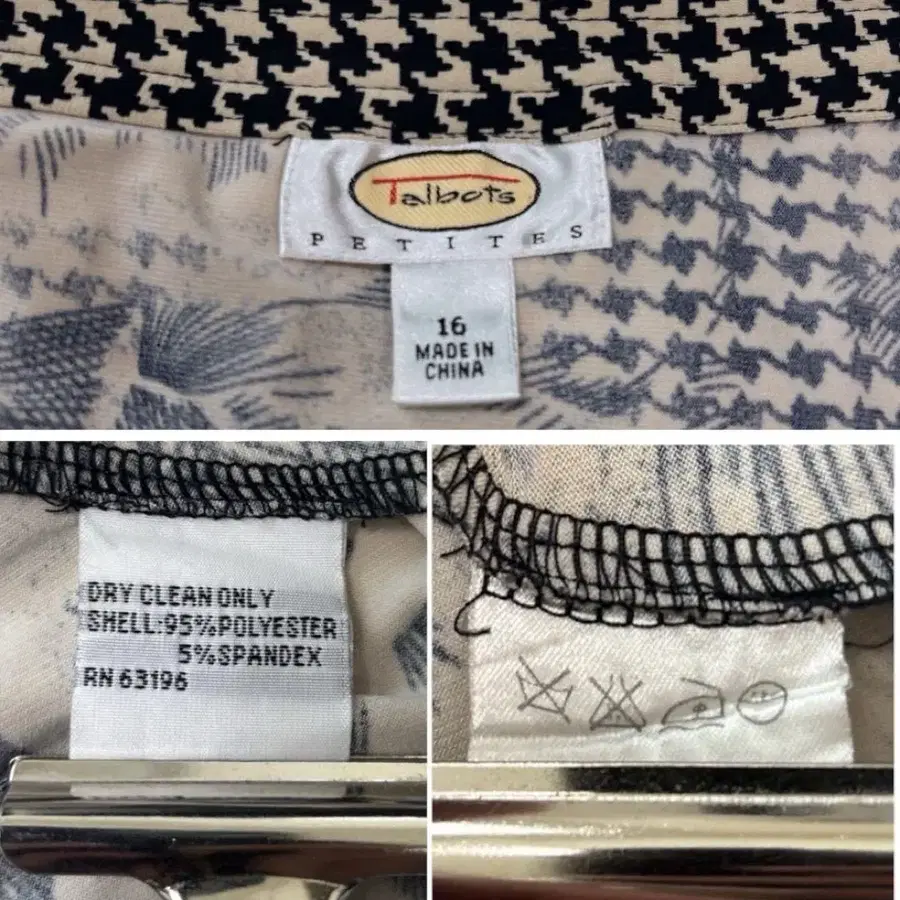 Talbots
PETITES
16
MADE IN
CHINA
DRY CLEAN ONLY
SHELL:95%POLYESTER
5%SPANDEX
RN 63196